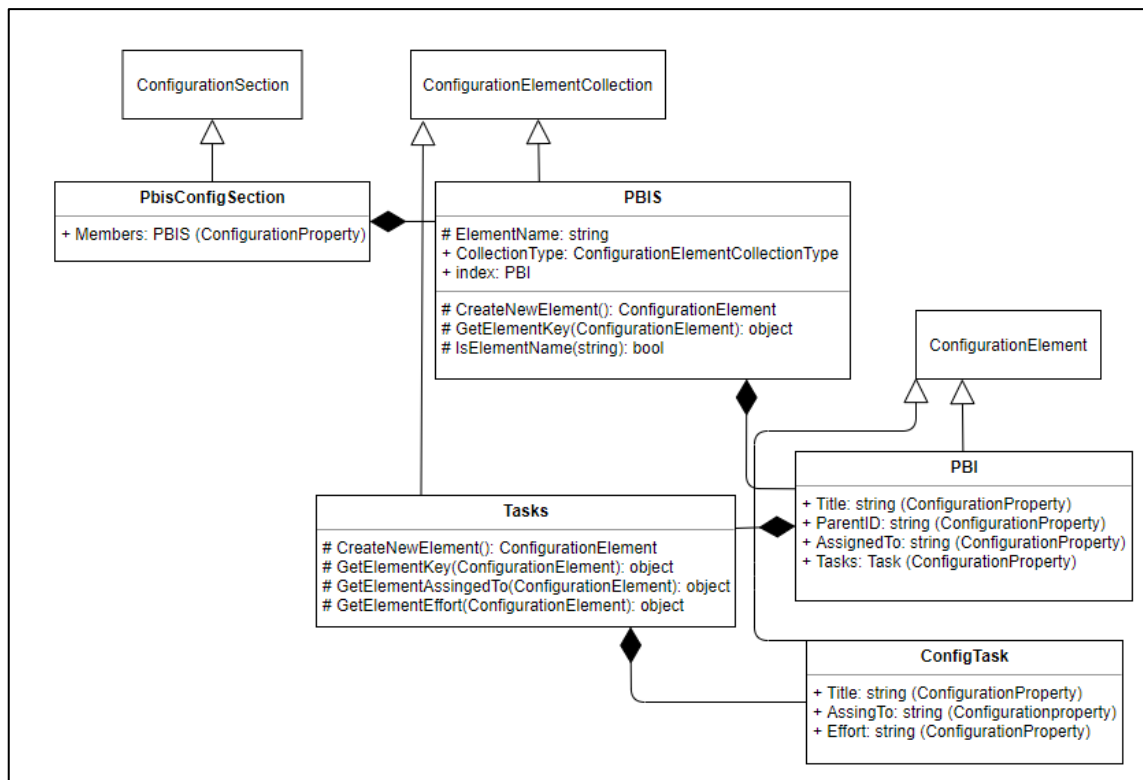 ConfigurationSection
ConfigurationElementCollection
PbisConfigSection
+ Members: PBIS (ConfigurationProperty)
PBIS
# ElementName: string
+ CollectionType: ConfigurationElementCollectionType
+ index: PBI
# CreateNewElement(): ConfigurationElement
# GetElementKey(ConfigurationElement): object
# IsElementName(string): bool
ConfigurationElement
PBI
+ Title: string (ConfigurationProperty)
+ ParentID: string (ConfigurationProperty)
+ AssignedTo: string (ConfigurationProperty)
+ Tasks: Task (ConfigurationProperty)
Tasks
# CreateNewElement(): ConfigurationElement
# GetElementKey(ConfigurationElement): object
# GetElementAssingedTo(ConfigurationElement): object
# GetElementEffort(ConfigurationElement): object
ConfigTask
+ Title: string (ConfigurationProperty)
+ AssingTo: string (Configurationproperty)
+ Effort: string (ConfigurationProperty)